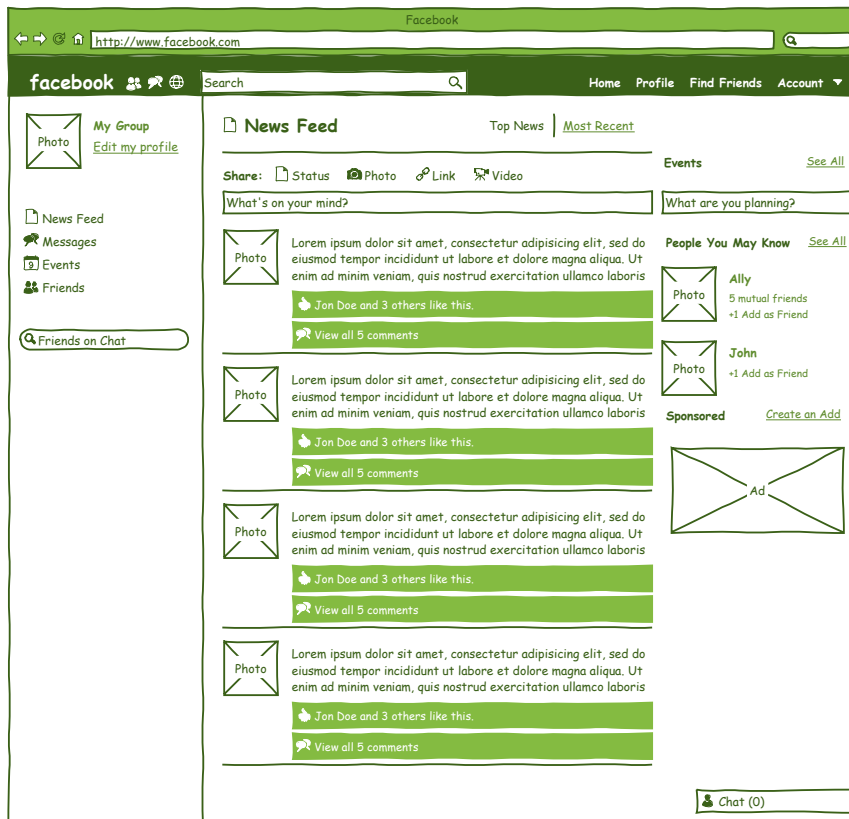 Facebook
http://www.facebook.com
facebook
Search
Home Profile Find Friends Account
Photo
My Group
Edit my profile
News Feed
Messages
9 Events
Friends
Friends on Chat
News Feed
Top News Most Recent
Share: Status Photo Link Video
What's on your mind?
Photo
Lorem ipsum dolor sit amet, consectetur adipisicing elit, sed do
eiusmod tempor incididunt ut labore et dolore magna aliqua. Ut
enim ad minim veniam, quis nostrud exercitation ullamco laboris
Jon Doe and 3 others like this.
View all 5 comments
Photo
Lorem ipsum dolor sit amet, consectetur adipisicing elit, sed do
eiusmod tempor incididunt ut labore et dolore magna aliqua. Ut
enim ad minim veniam, quis nostrud exercitation ullamco laboris
Jon Doe and 3 others like this.
View all 5 comments
Photo
Lorem ipsum dolor sit amet, consectetur adipisicing elit, sed do
eiusmod tempor incididunt ut labore et dolore magna aliqua. Ut
enim ad minim veniam, quis nostrud exercitation ullamco laboris
Jon Doe and 3 others like this.
View all 5 comments
Photo
Lorem ipsum dolor sit amet, consectetur adipisicing elit, sed do
eiusmod tempor incididunt ut labore et dolore magna aliqua. Ut
enim ad minim veniam, quis nostrud exercitation ullamco laboris
Jon Doe and 3 others like this.
View all 5 comments
Events See All
What are you planning?
People You May Know See All
Photo
Ally
5 mutual friends
+1 Add as Friend
Photo
John
+1 Add as Friend
Sponsored Create an Add
Ad
Chat (0)